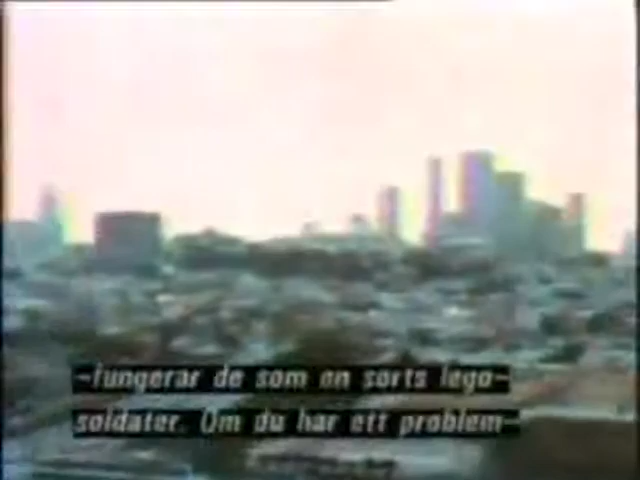 -fungerar de som en sorts lego-
soldater. Om du har ett problem-